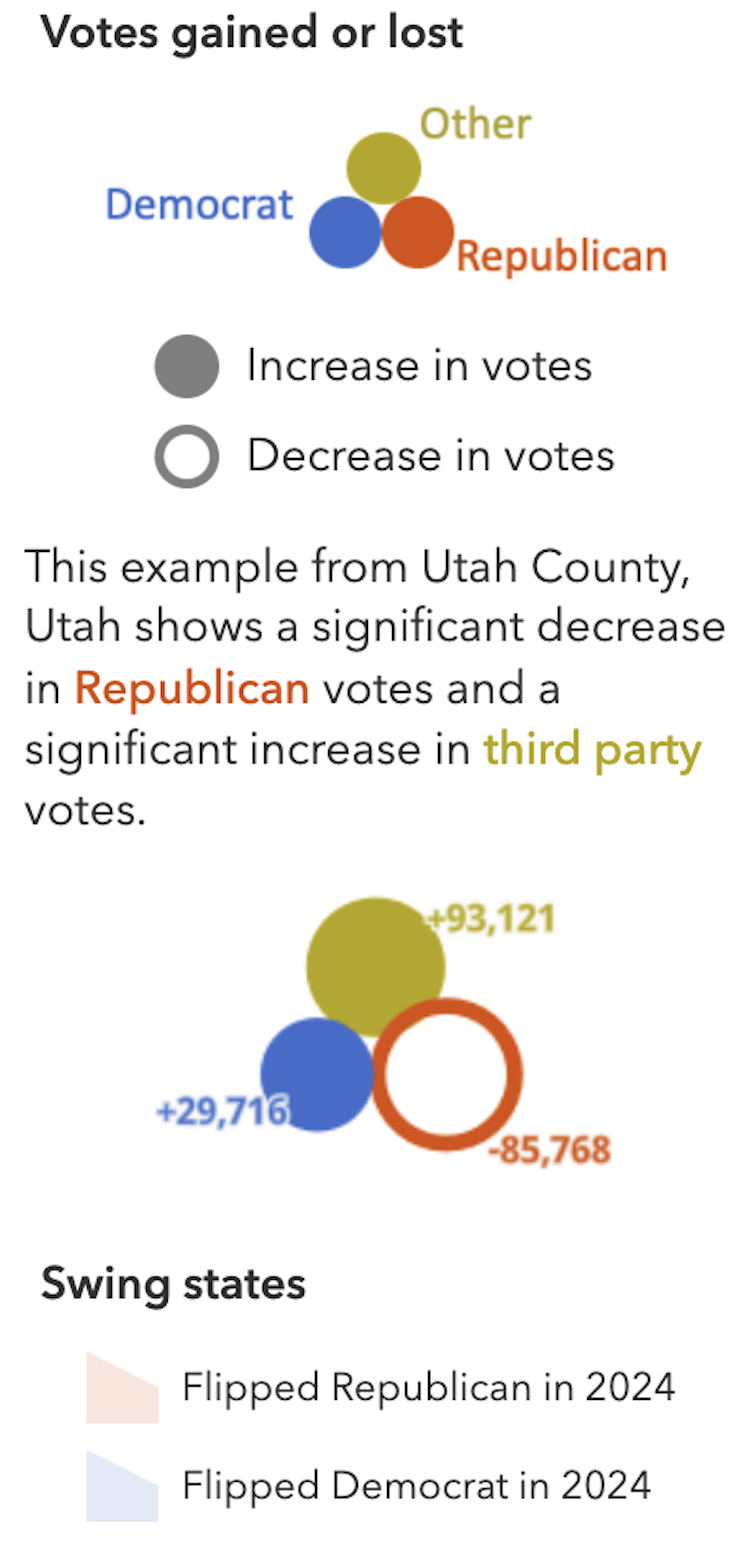 Votes gained or lost
Other
Democrat
Republican
Increase in votes
Decrease in votes
This example from Utah County,
Utah shows a significant decrease
in Republican votes and a
significant increase in third party
votes.
+93,121
+29,716
-85,768
Swing states
Flipped Republican in 2024
Flipped Democrat in 2024